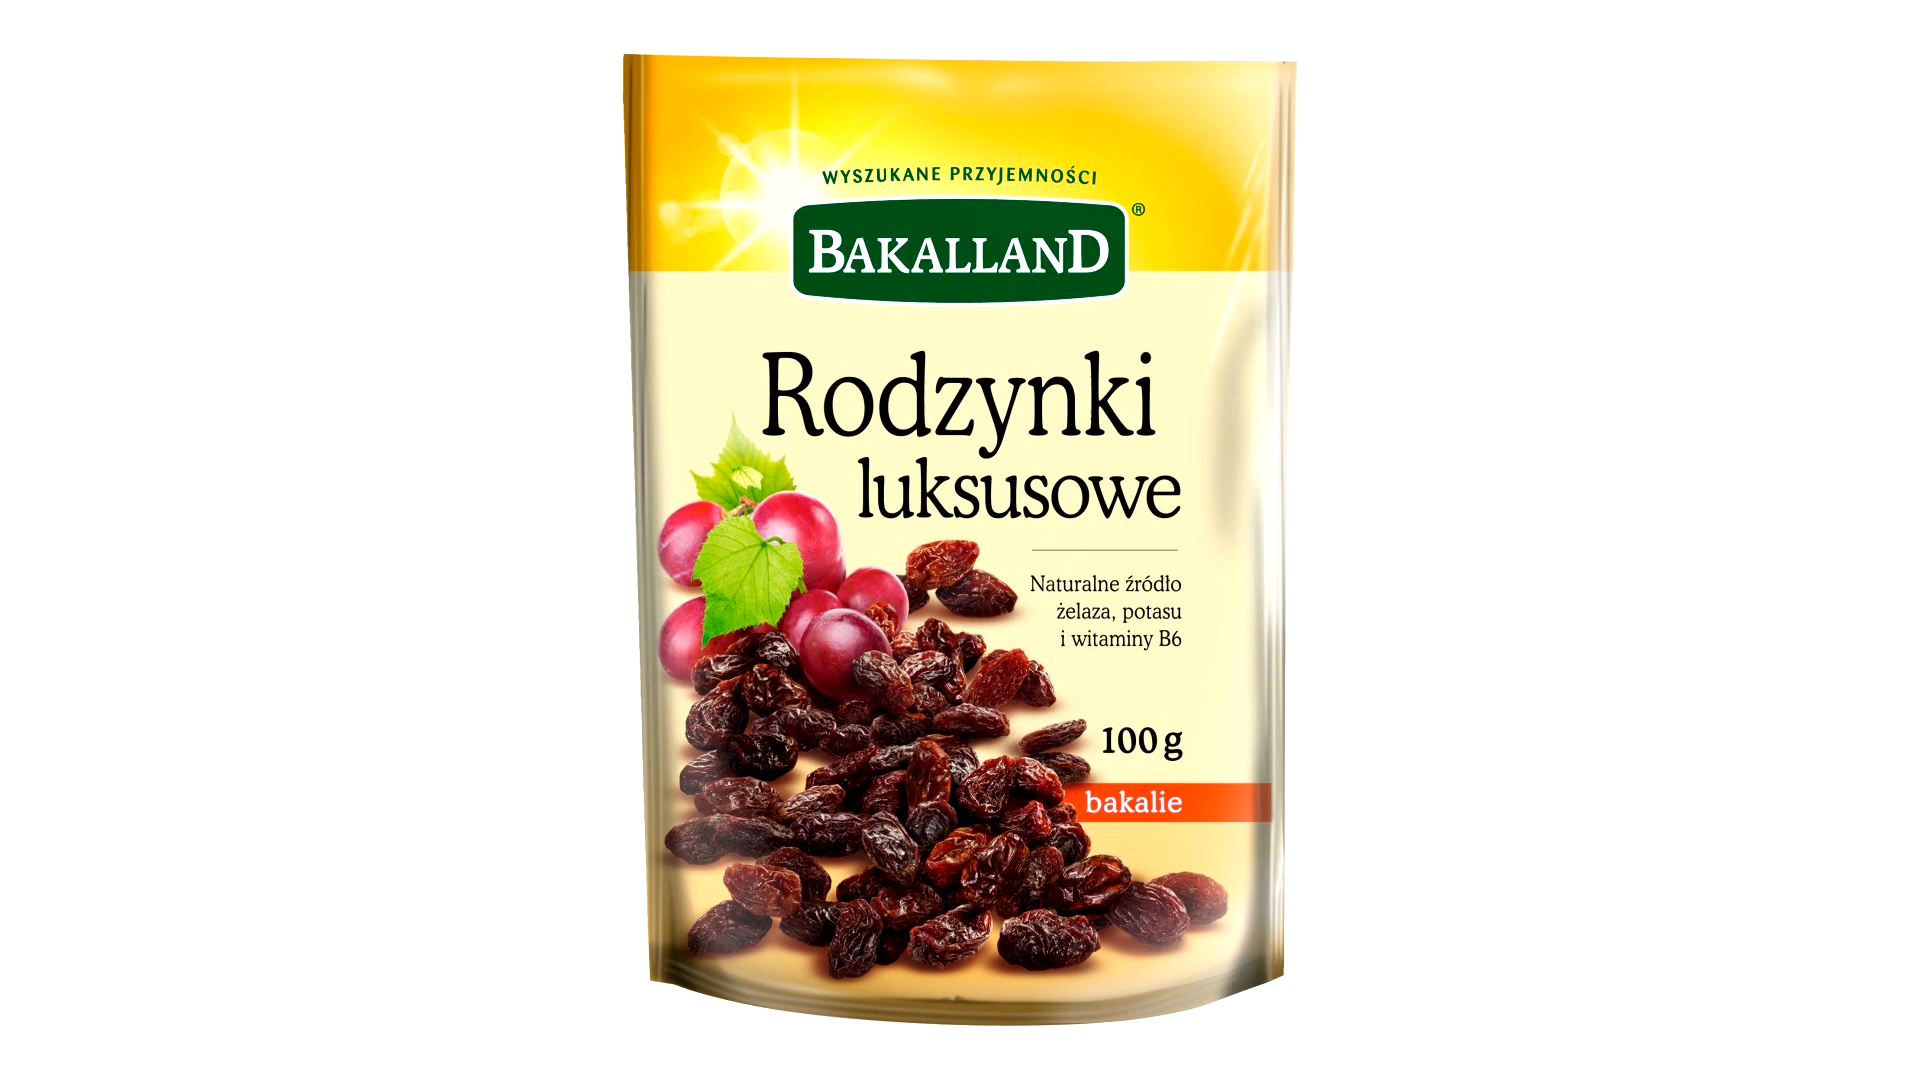 WYSZUKANE PRZYJEMNOŚCI
BAKALLAND®
Rodzynki
luksusowe
Naturalne źródło
żelaza, potasu
i witaminy B6
100 g
bakalie